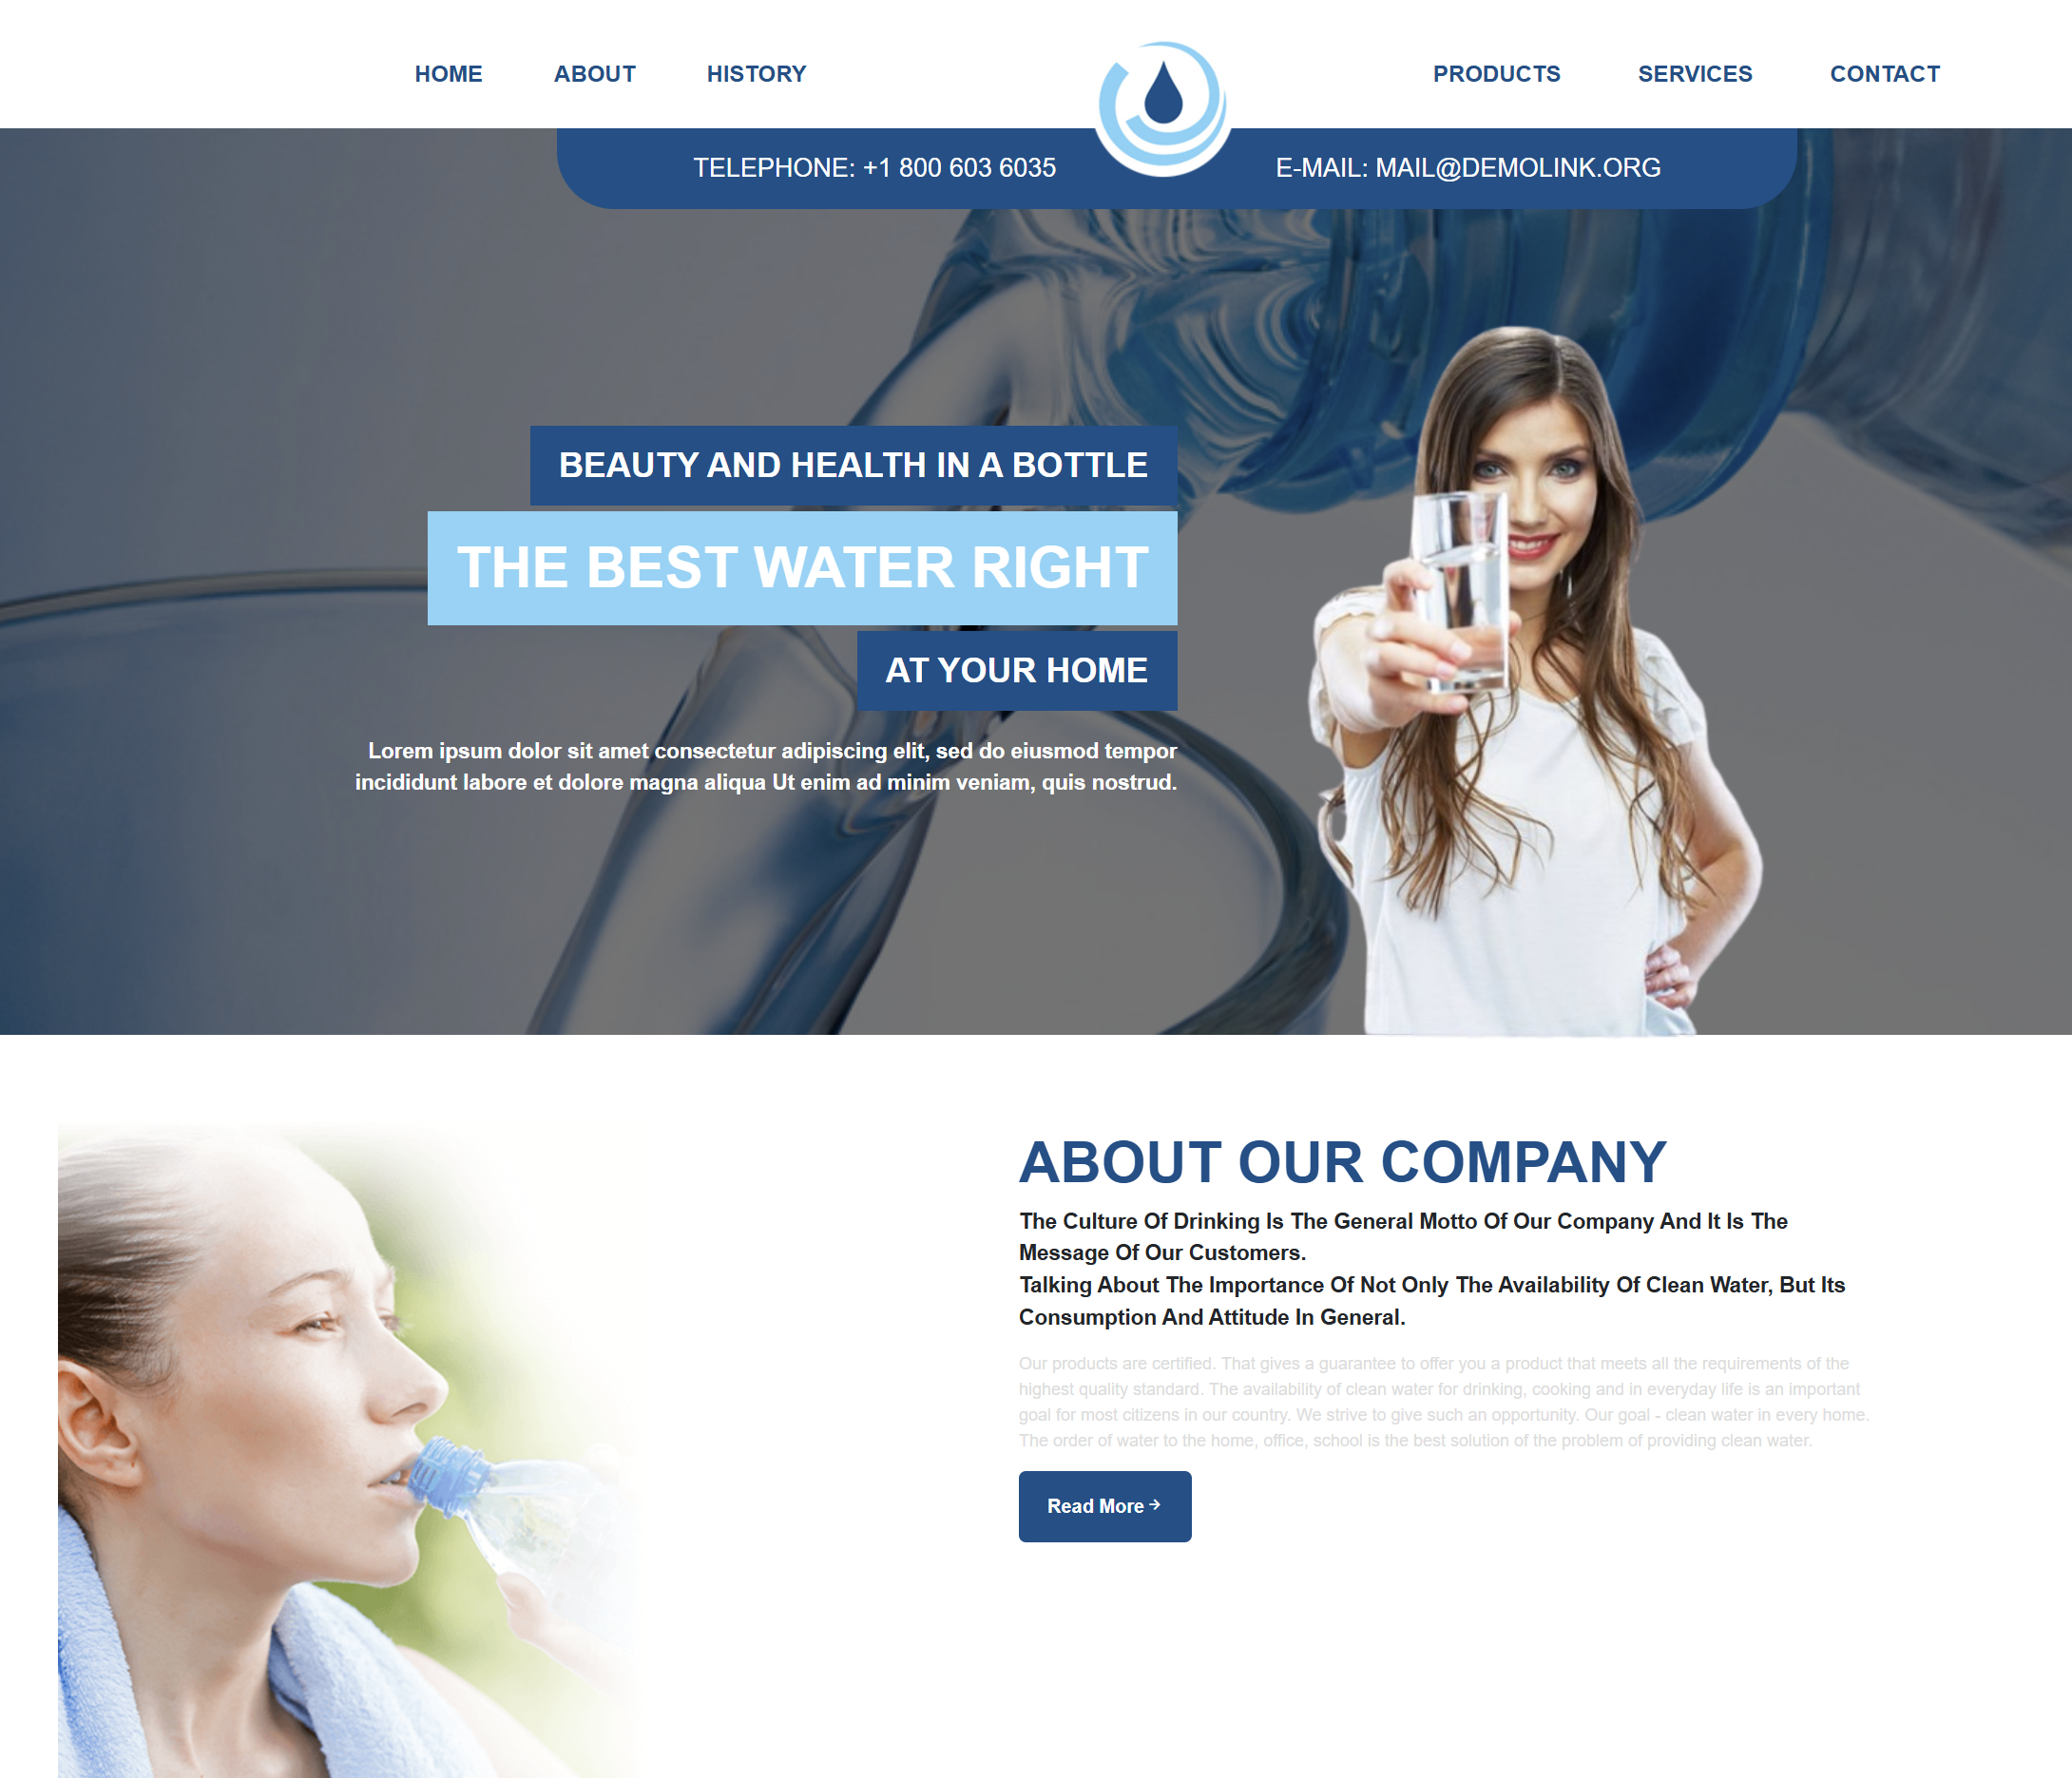 HOME ABOUT HISTORY PRODUCTS SERVICES CONTACT
TELEPHONE: +1 800 603 6035 E-MAIL: MAIL@DEMOLINK.ORG
BEAUTY AND HEALTH IN A BOTTLE
THE BEST WATER RIGHT
AT YOUR HOME
Lorem ipsum dolor sit amet consectetur adipiscing elit, sed do eiusmod tempor
incididunt labore et dolore magna aliqua Ut enim ad minim veniam, quis nostrud.
ABOUT OUR COMPANY
The Culture Of Drinking Is The General Motto Of Our Company And It Is The
Message Of Our Customers.
Talking About The Importance Of Not Only The Availability Of Clean Water, But Its
Consumption And Attitude In General.
Our products are certified. That gives a guarantee to offer you a product that meets all the requirements of the
highest quality standard. The availability of clean water for drinking, cooking and in everyday life is an important
goal for most citizens in our country. We strive to give such an opportunity. Our goal - clean water in every home.
The order of water to the home, office, school is the best solution of the problem of providing clean water.
Read More →